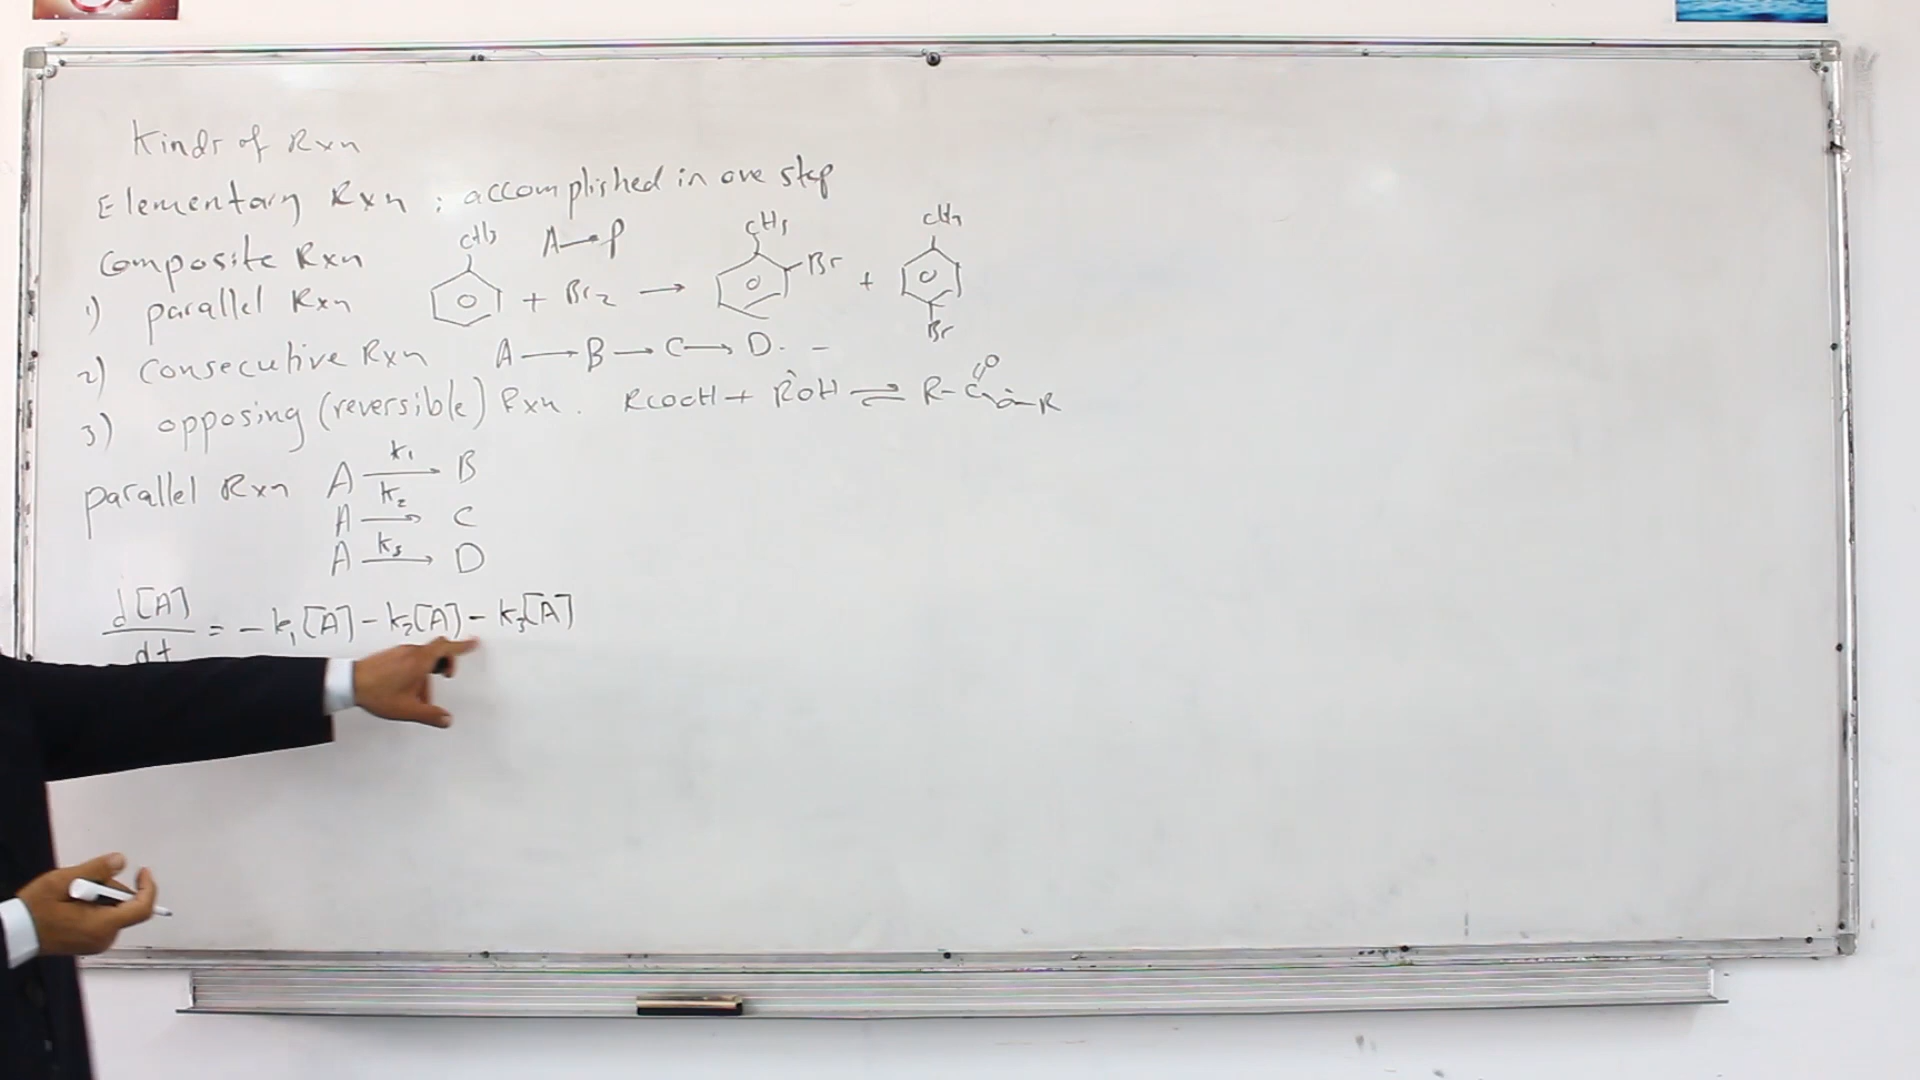 Kinds of Rxn
Elementary Rxn : accomplished in one step
Composite Rxn A → P
1) parallel Rxn CH3 + Br2 → CH3 Br + CH3 Br
2) Consecutive Rxn A → B → C → D - -
3) opposing (reversible) Rxn. RCOOH + R'OH ⇌ R-C=O-O-R
parallel Rxn A k1→ B
A k2→ C
A k3→ D
d[A]/dt = -k1[A] - k2[A] - k3[A]